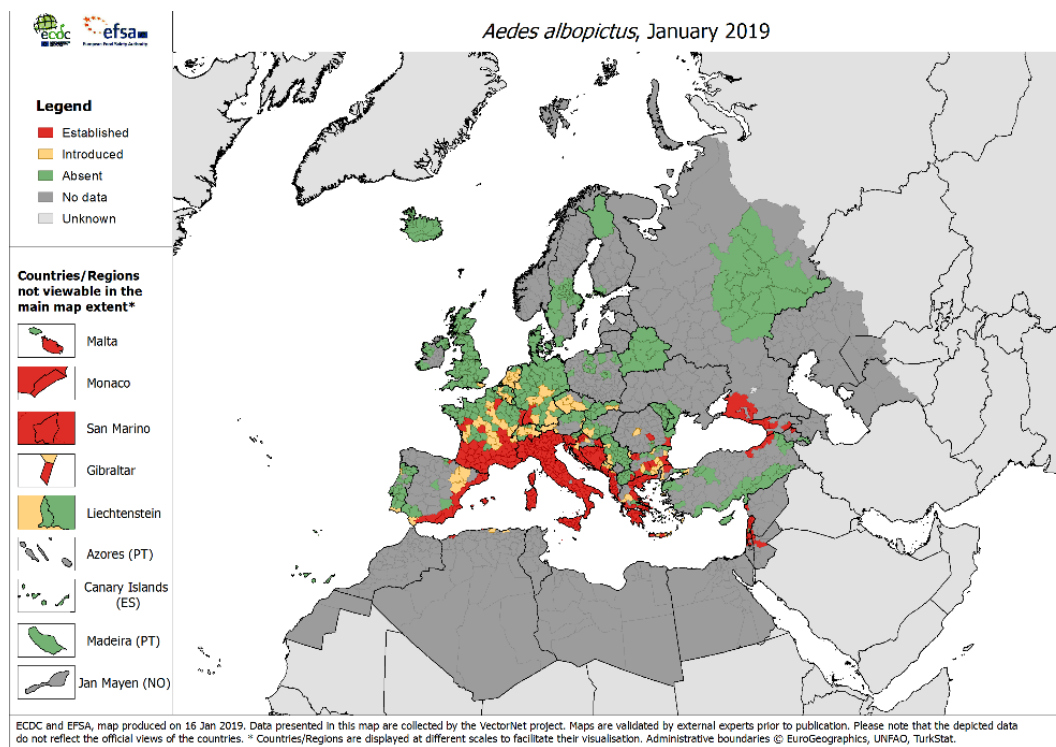 ecdc
efsa
European Food Safety Authority
Aedes albopictus, January 2019
Legend
Established
Introduced
Absent
No data
Unknown
Countries/Regions
not viewable in the
main map extent*
Malta
Monaco
San Marino
Gibraltar
Liechtenstein
Azores (PT)
Canary Islands
(ES)
Madeira (PT)
Jan Mayen (NO)
ECDC and EFSA, map produced on 16 Jan 2019. Data presented in this map are collected by the VectorNet project. Maps are validated by external experts prior to publication. Please note that the depicted data
do not reflect the official views of the countries. * Countries/Regions are displayed at different scales to facilitate their visualisation. Administrative boundaries © EuroGeographics, UNFAO, TurkStat.